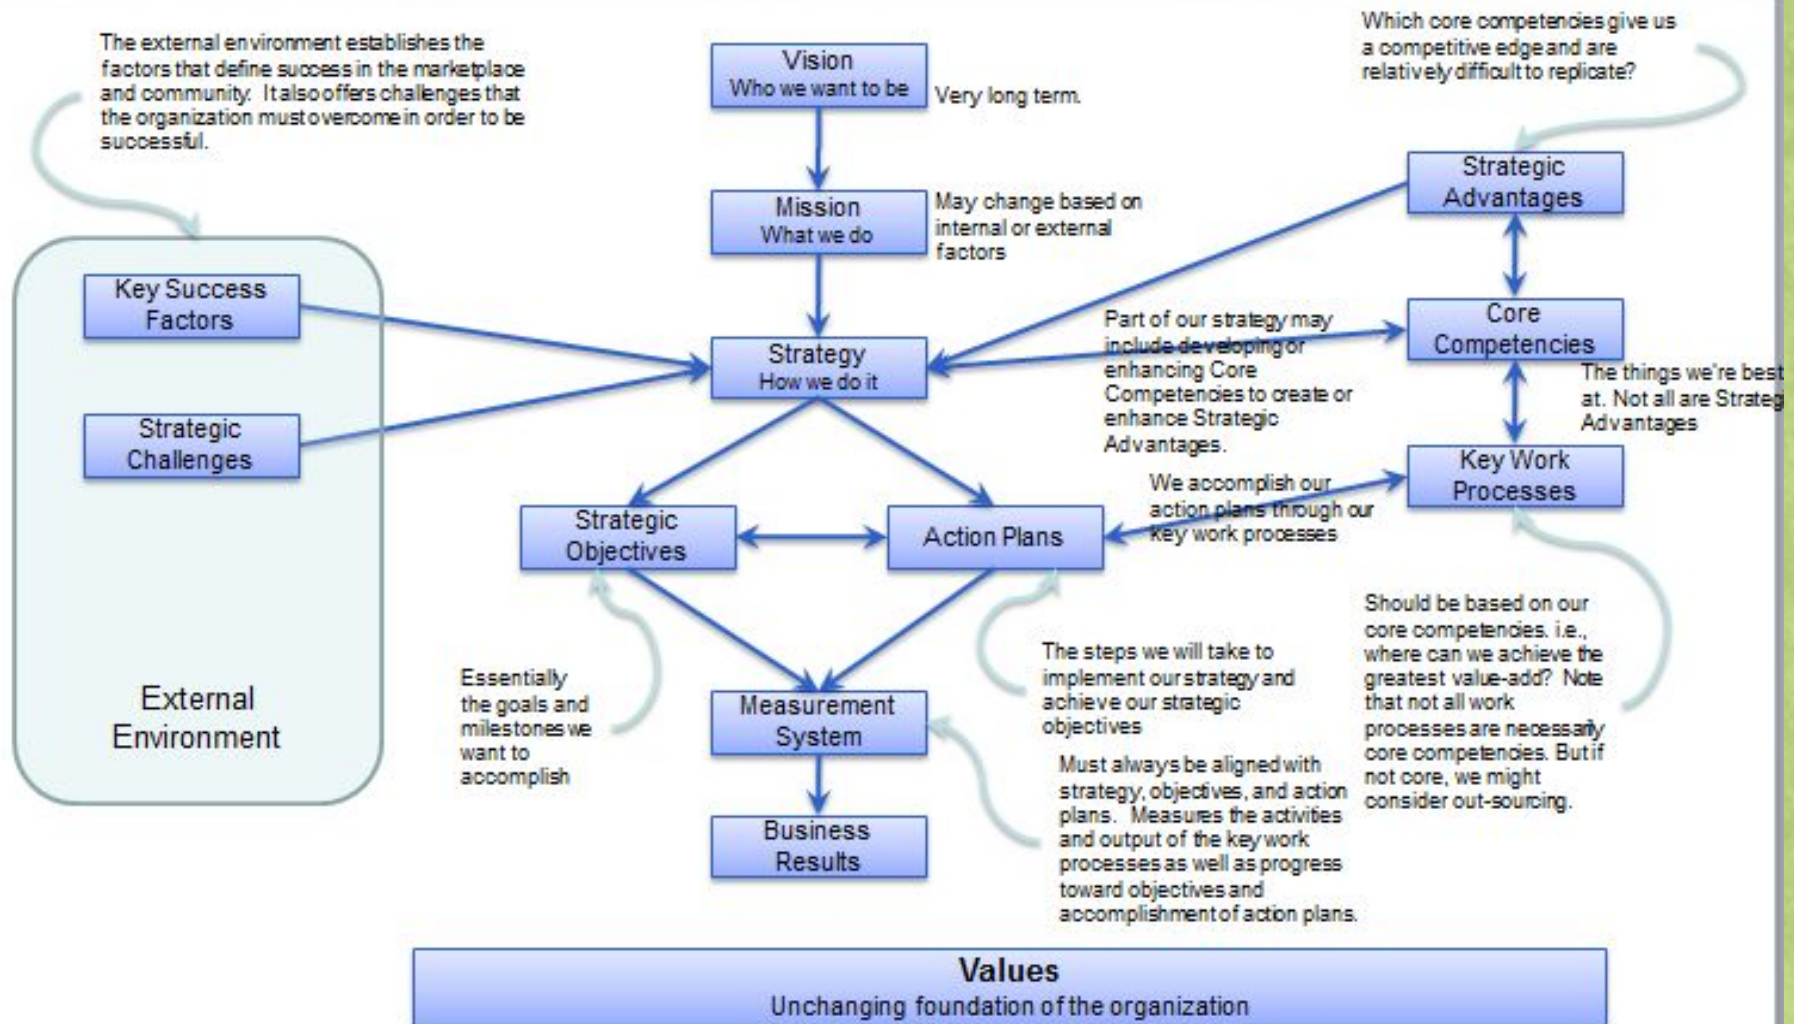 The external environment establishes the
factors that define success in the marketplace
and community. It also offers challenges that
the organization must overcome in order to be
successful.
Vision
Who we want to be
Very long term.
Which core competencies give us
a competitive edge and are
relatively difficult to replicate?
Mission
What we do
May change based on
internal or external
factors
Strategic
Advantages
Key Success
Factors
Strategic
Challenges
External
Environment
Strategy
How we do it
Part of our strategy may
include developing or
enhancing Core
Competencies to create or
enhance Strategic
Advantages.
Core
Competencies
The things we're best
at. Not all are Strateg
Advantages
Strategic
Objectives
Action Plans
We accomplish our
action plans through our
key work processes
Key Work
Processes
Essentially
the goals and
milestones we
want to
accomplish
The steps we will take to
implement our strategy and
achieve our strategic
objectives
Should be based on our
core competencies. i.e.,
where can we achieve the
greatest value-add? Note
that not all work
processes are necessarily
core competencies. But if
not core, we might
consider out-sourcing.
Measurement
System
Must always be aligned with
strategy, objectives, and action
plans. Measures the activities
and output of the key work
processes as well as progress
toward objectives and
accomplishment of action plans.
Business
Results
Values
Unchanging foundation of the organization